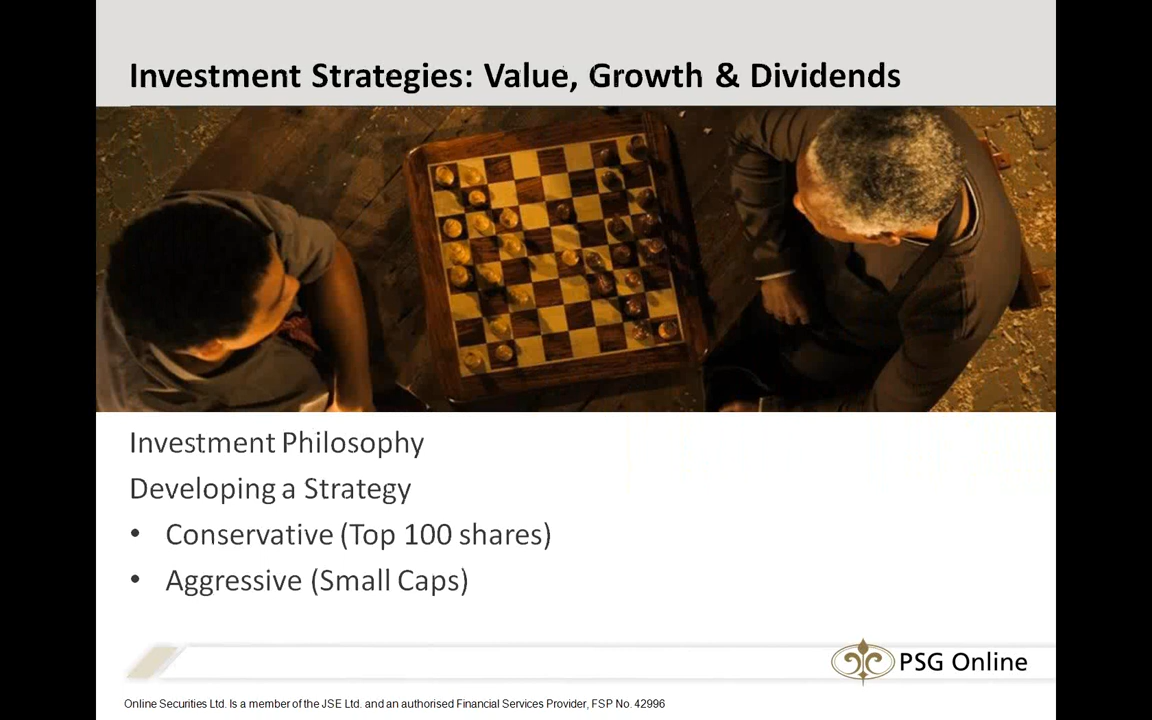 Investment Strategies: Value, Growth & Dividends
Investment Philosophy
Developing a Strategy
• Conservative (Top 100 shares)
• Aggressive (Small Caps)
PSG Online
Online Securities Ltd. Is a member of the JSE Ltd. and an authorised Financial Services Provider, FSP No. 42996